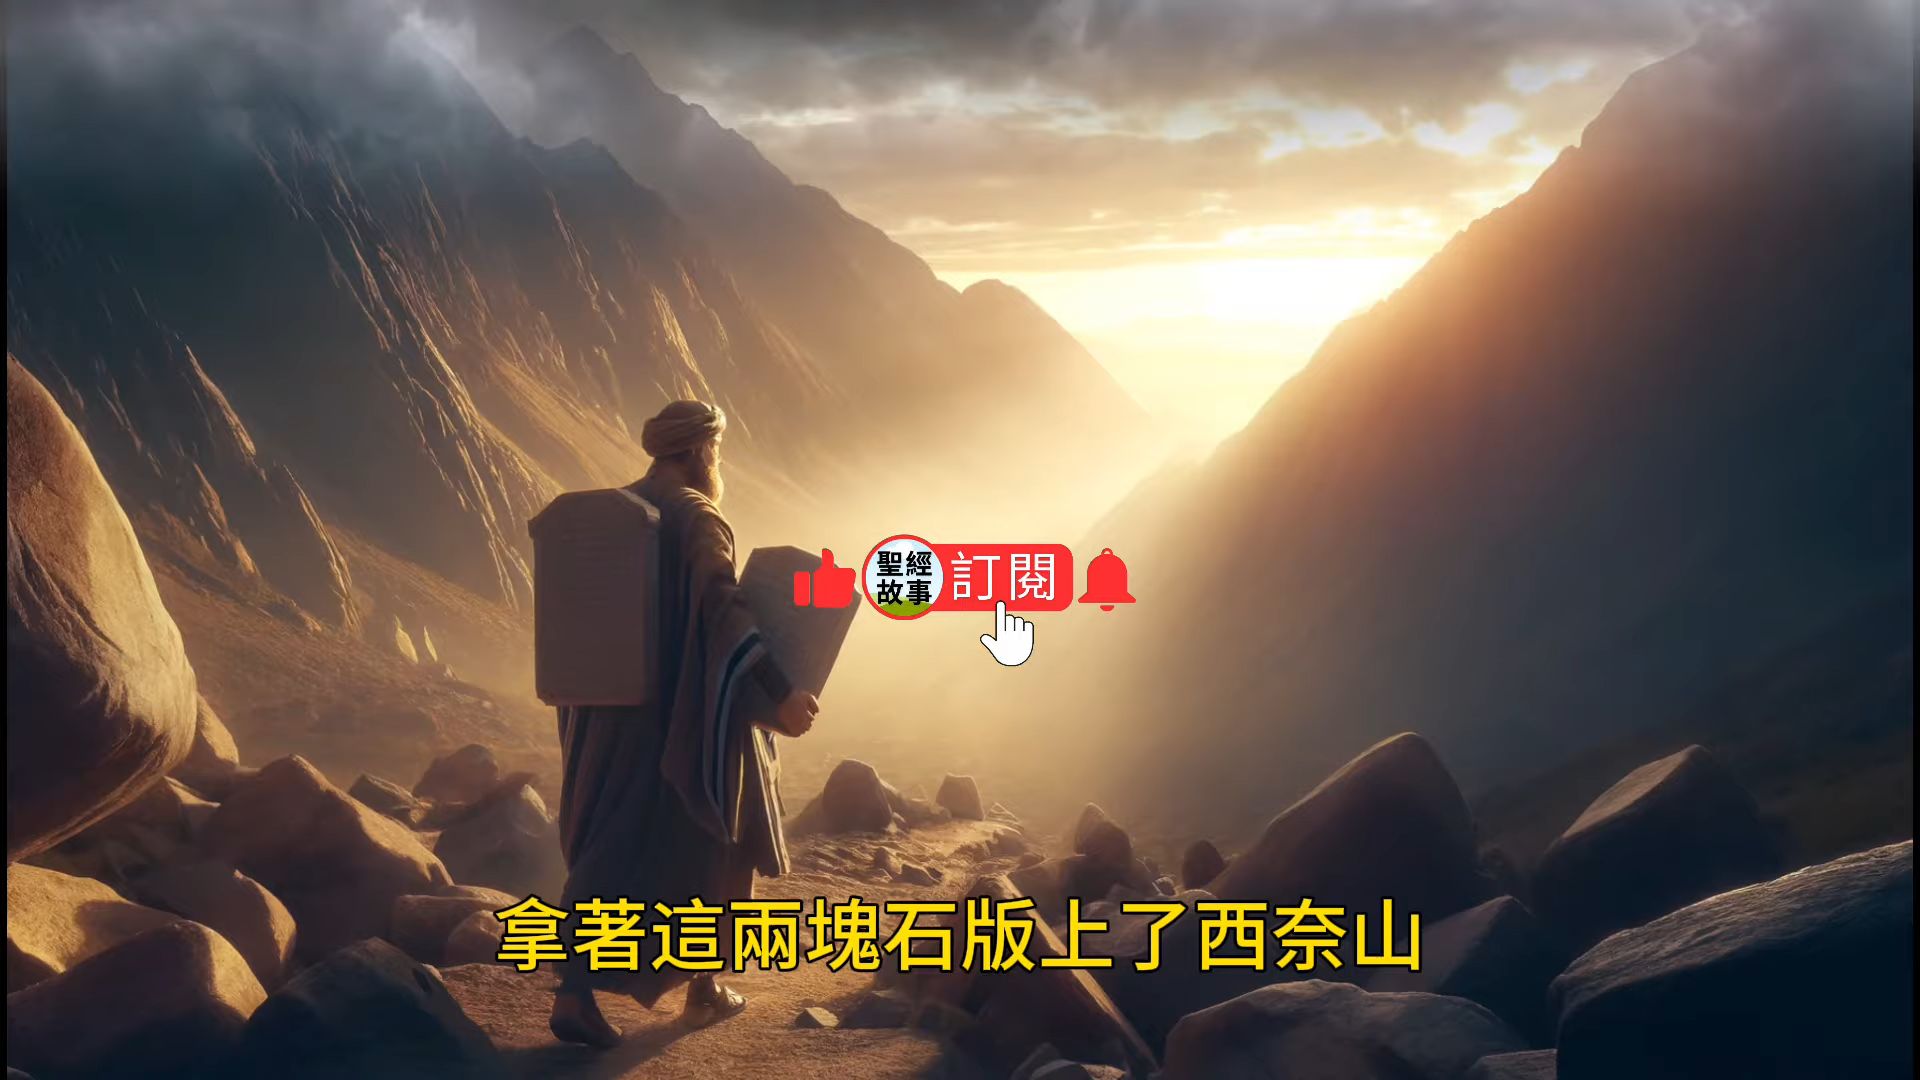 聖經
故事
訂閱
拿著這兩塊石版上了西奈山